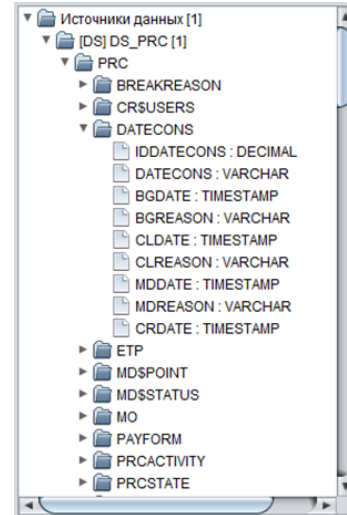 Источники данных [1]
[DS] DS_PRC [1]
PRC
BREAKREASON
CR$USERS
DATECONS
IDDATECONS : DECIMAL
DATECONS : VARCHAR
BGDATE : TIMESTAMP
BGREASON : VARCHAR
CLDATE : TIMESTAMP
CLREASON : VARCHAR
MDDATE : TIMESTAMP
MDREASON : VARCHAR
CRDATE : TIMESTAMP
ETP
MD$POINT
MD$STATUS
MO
PAYFORM
PRCACTIVITY
PRCSTATE